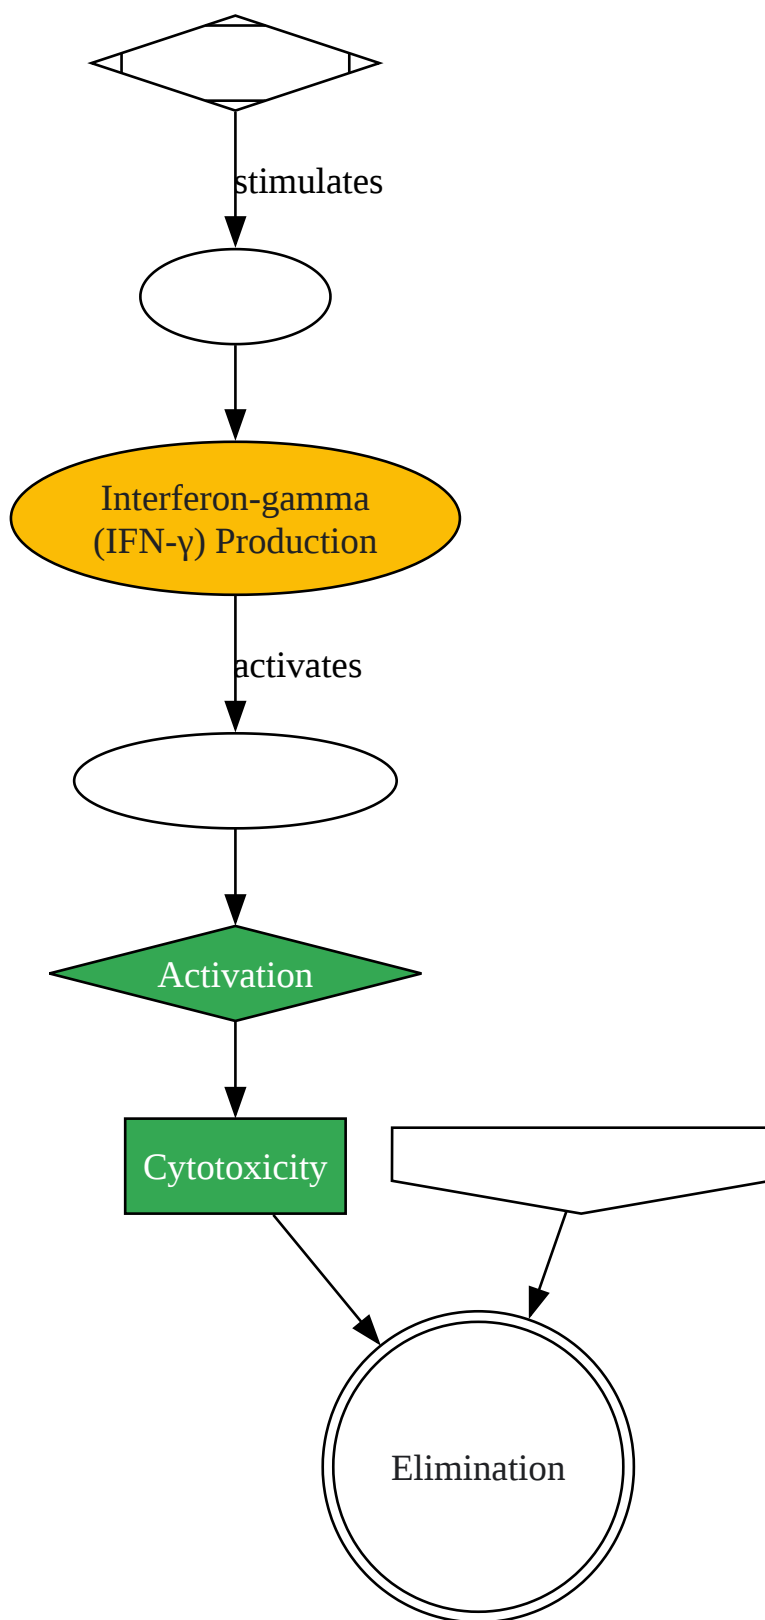 stimulates
Interferon-gamma
(IFN-γ) Production
activates
Activation
Cytotoxicity
Elimination